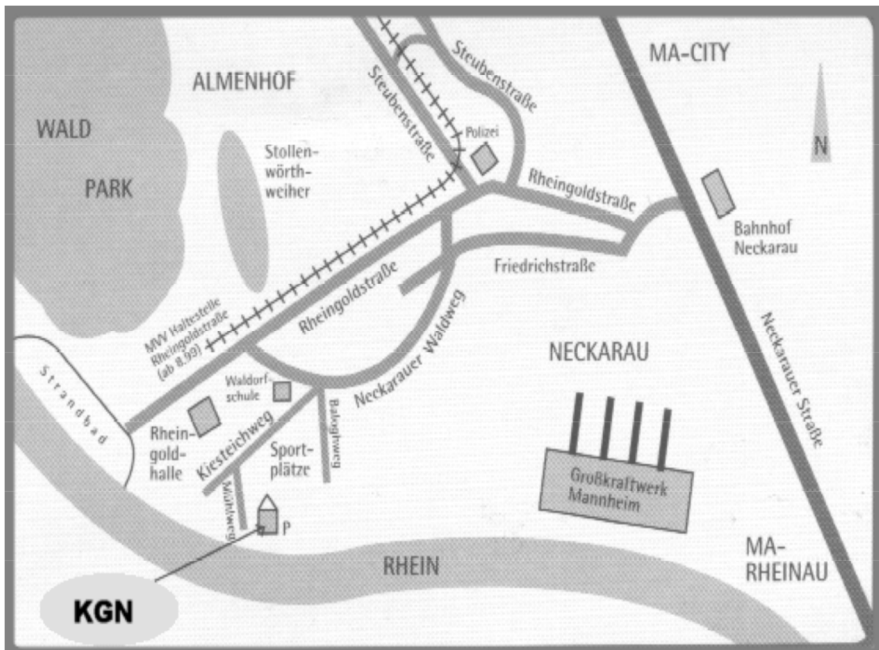 MA-CITY
ALMENHOF
WALD
PARK
Stollen-
wörth-
weiher
Steubenstraße
Steubenstraße
Polizei
N
Rheingoldstraße
Bahnhof
Neckarau
Friedrichstraße
Rheingoldstraße
MVV Haltestelle
Rheingoldstraße
(ab 8.99)
Neckarauer Waldweg
NECKARAU
Neckarauer Straße
Strandbad
Waldorf-
schule
Rhein-
gold-
halle
Kiesteichweg
Sport-
plätze
Baloghweg
Mühlweg
P
Großkraftwerk
Mannheim
RHEIN
MA-
RHEINAU
KGN